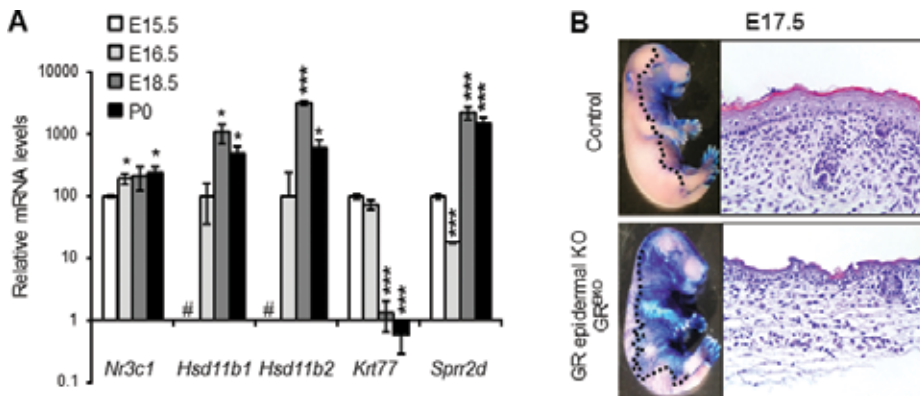 A
E15.5
E16.5
E18.5
P0
Relative mRNA levels
10000
1000
100
10
1
0.1
* * * * *** * *** *** *** *** ***
# #
Nr3c1 Hsd11b1 Hsd11b2 Krt77 Sprr2d
B
E17.5
Control
GR epidermal KO
GR^EKO